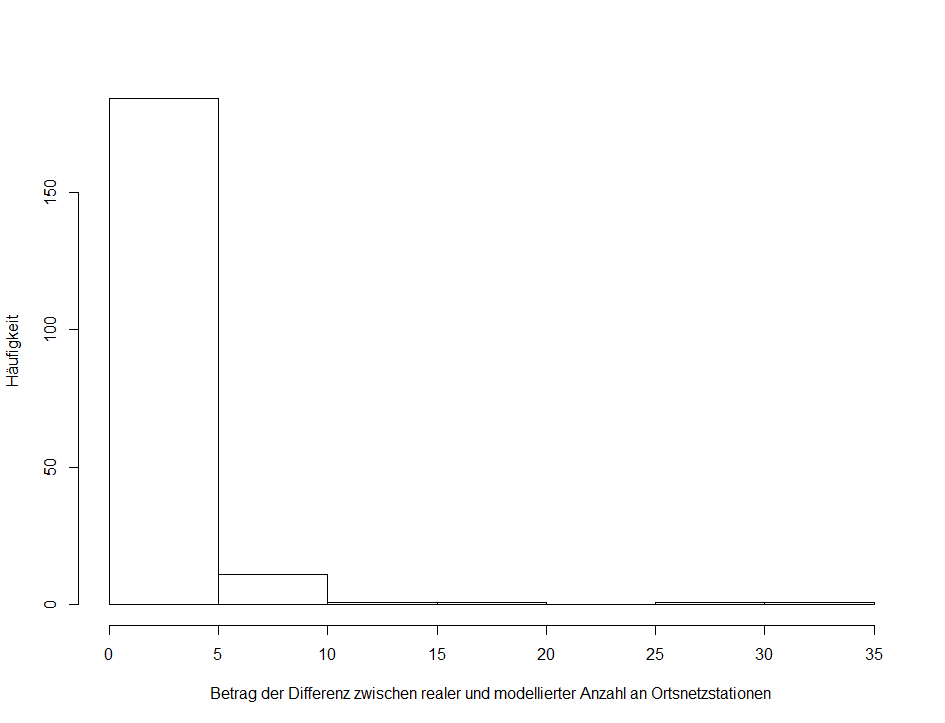 150
100
50
0
Häufigkeit
0 5 10 15 20 25 30 35
Betrag der Differenz zwischen realer und modellierter Anzahl an Ortsnetzstationen